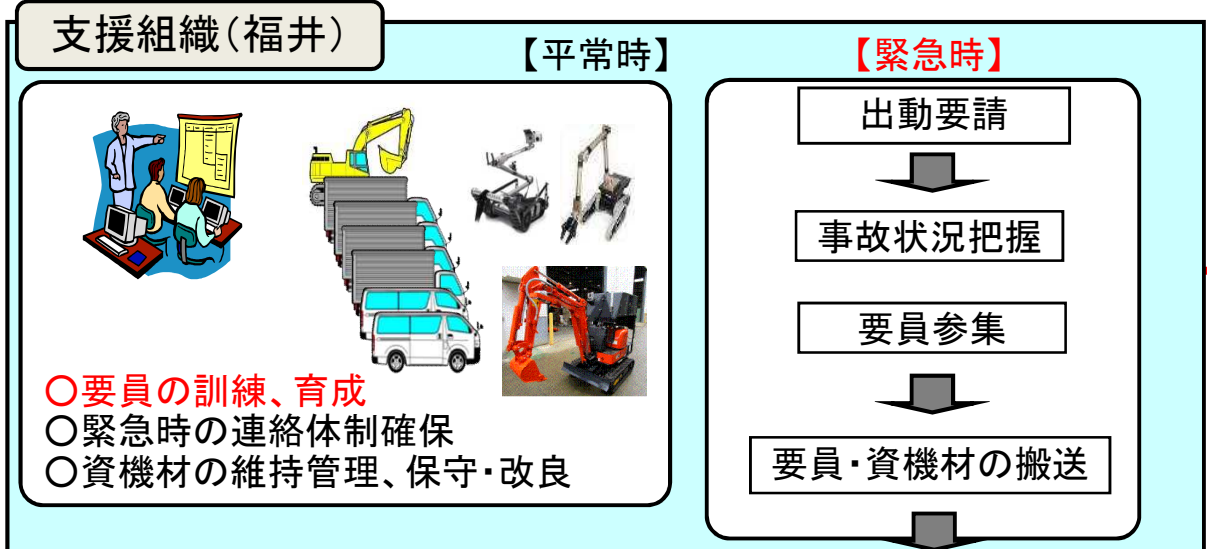 支援組織(福井)
【平常時】
〇要員の訓練、育成
〇緊急時の連絡体制確保
〇資機材の維持管理、保守・改良
【緊急時】
出動要請
事故状況把握
要員参集
要員・資機材の搬送